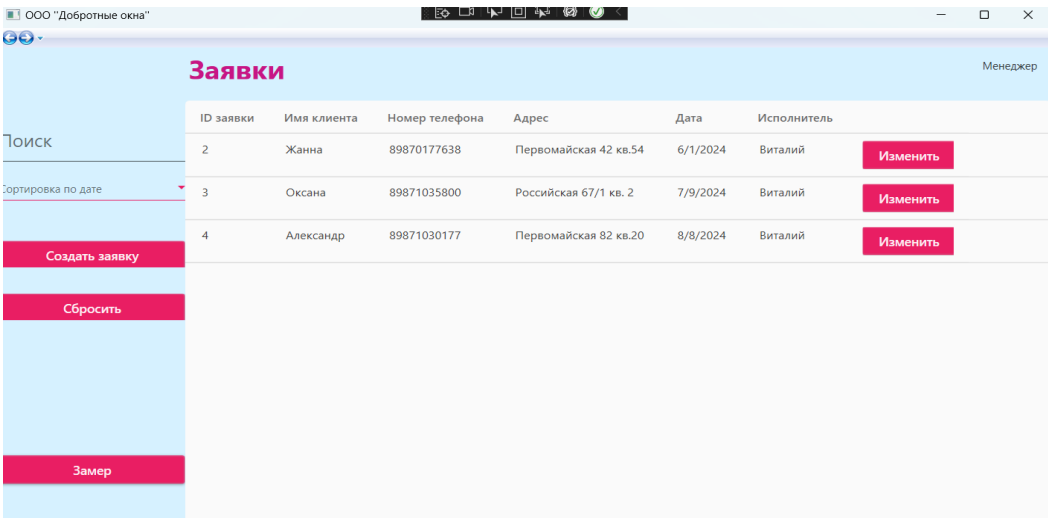 ООО "Добротные окна"
Заявки
Менеджер
Поиск
Сортировка по дате
Создать заявку
Сбросить
Замер
ID заявки Имя клиента Номер телефона Адрес Дата Исполнитель
2 Жанна 89870177638 Первомайская 42 кв.54 6/1/2024 Виталий Изменить
3 Оксана 89871035800 Российская 67/1 кв. 2 7/9/2024 Виталий Изменить
4 Александр 89871030177 Первомайская 82 кв.20 8/8/2024 Виталий Изменить